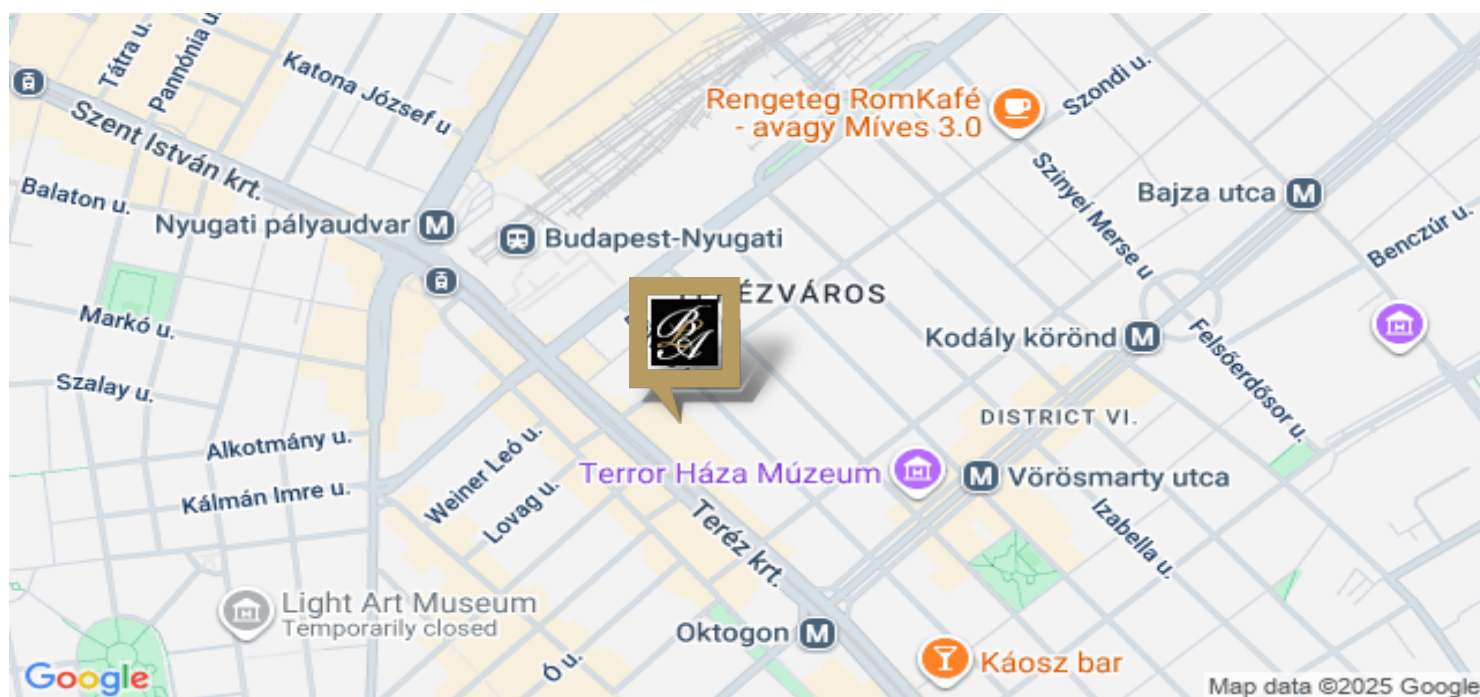 Tátra u.
Pannónia u.
Katona József u
Szent István krt.
Balaton u.
Nyugati pályaudvar
Budapest-Nyugati
Rengeteg RomKafé
- avagy Míves 3.0
Szondi u.
Szinyei Merse u
Bajza utca
Benczúr u.
ÉZVÁROS
BLA
Markó u.
Kodály körönd
Felsőerdősor u.
Szalay u.
DISTRICT VI.
Alkotmány u.
Weiner Leó u.
Terror Háza Múzeum
Vörösmarty utca
Kálmán Imre u.
Lovag u.
Teréz krt.
Izabella u.
Light Art Museum
Temporarily closed
Oktogon
Ó u.
Káosz bar
Google
Map data ©2025 Google